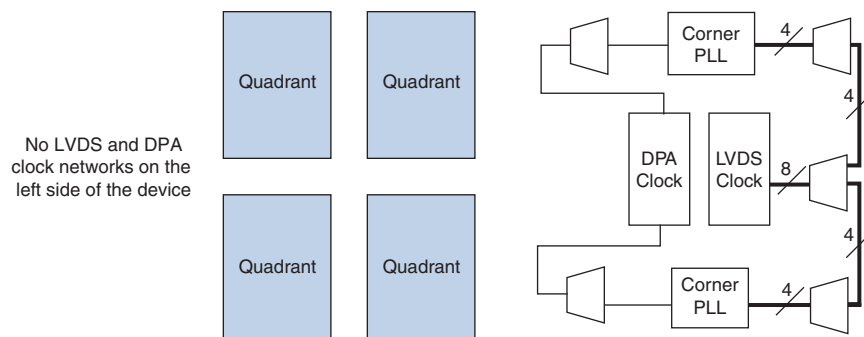 No LVDS and DPA
clock networks on the
left side of the device
Quadrant
Quadrant
Quadrant
Quadrant
Corner
PLL
4
4
DPA
Clock
LVDS
Clock
8
4
Corner
PLL
4